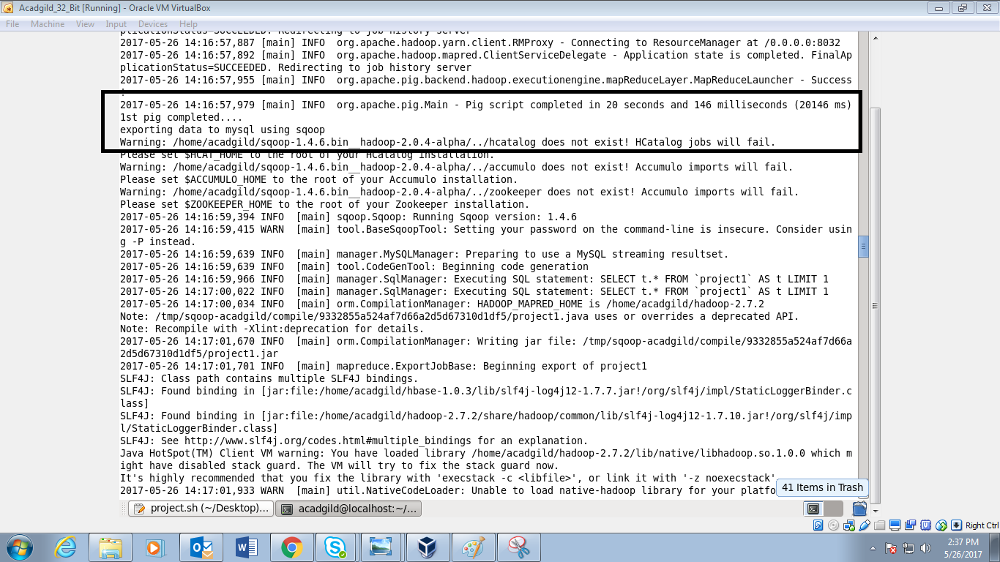 Acadgild_32_Bit [Running] - Oracle VM VirtualBox
File Machine View Input Devices Help
plicationStatus=SUCCEEDED. Redirecting to job history server
2017-05-26 14:16:57,887 [main] INFO  org.apache.hadoop.yarn.client.RMProxy - Connecting to ResourceManager at /0.0.0.0:8032
2017-05-26 14:16:57,892 [main] INFO  org.apache.hadoop.mapred.ClientServiceDelegate - Application state is completed. FinalAp
plicationStatus=SUCCEEDED. Redirecting to job history server
2017-05-26 14:16:57,955 [main] INFO  org.apache.pig.backend.hadoop.executionengine.mapReduceLayer.MapReduceLauncher - Success
2017-05-26 14:16:57,979 [main] INFO  org.apache.pig.Main - Pig script completed in 20 seconds and 146 milliseconds (20146 ms)
1st pig completed....
exporting data to mysql using sqoop
Warning: /home/acadgild/sqoop-1.4.6.bin__hadoop-2.0.4-alpha/../hcatalog does not exist! HCatalog jobs will fail.
Please set $HCAT_HOME to the root of your HCatalog installation.
Warning: /home/acadgild/sqoop-1.4.6.bin__hadoop-2.0.4-alpha/../accumulo does not exist! Accumulo imports will fail.
Please set $ACCUMULO_HOME to the root of your Accumulo installation.
Warning: /home/acadgild/sqoop-1.4.6.bin__hadoop-2.0.4-alpha/../zookeeper does not exist! Accumulo imports will fail.
Please set $ZOOKEEPER_HOME to the root of your Zookeeper installation.
2017-05-26 14:16:59,394 INFO  [main] sqoop.Sqoop: Running Sqoop version: 1.4.6
2017-05-26 14:16:59,415 WARN  [main] tool.BaseSqoopTool: Setting your password on the command-line is insecure. Consider usin
g -P instead.
2017-05-26 14:16:59,639 INFO  [main] manager.MySQLManager: Preparing to use a MySQL streaming resultset.
2017-05-26 14:16:59,639 INFO  [main] tool.CodeGenTool: Beginning code generation
2017-05-26 14:16:59,966 INFO  [main] manager.SqlManager: Executing SQL statement: SELECT t.* FROM `project1` AS t LIMIT 1
2017-05-26 14:17:00,022 INFO  [main] manager.SqlManager: Executing SQL statement: SELECT t.* FROM `project1` AS t LIMIT 1
2017-05-26 14:17:00,034 INFO  [main] orm.CompilationManager: HADOOP_MAPRED_HOME is /home/acadgild/hadoop-2.7.2
Note: /tmp/sqoop-acadgild/compile/9332855a524af7d66a2d5d67310d1df5/project1.java uses or overrides a deprecated API.
Note: Recompile with -Xlint:deprecation for details.
2017-05-26 14:17:01,670 INFO  [main] orm.CompilationManager: Writing jar file: /tmp/sqoop-acadgild/compile/9332855a524af7d66a
2d5d67310d1df5/project1.jar
2017-05-26 14:17:01,701 INFO  [main] mapreduce.ExportJobBase: Beginning export of project1
SLF4J: Class path contains multiple SLF4J bindings.
SLF4J: Found binding in [jar:file:/home/acadgild/hbase-1.0.3/lib/slf4j-log4j12-1.7.7.jar!/org/slf4j/impl/StaticLoggerBinder.c
lass]
SLF4J: Found binding in [jar:file:/home/acadgild/hadoop-2.7.2/share/hadoop/common/lib/slf4j-log4j12-1.7.10.jar!/org/slf4j/imp
l/StaticLoggerBinder.class]
SLF4J: See http://www.slf4j.org/codes.html#multiple_bindings for an explanation.
Java HotSpot(TM) Client VM warning: You have loaded library /home/acadgild/hadoop-2.7.2/lib/native/libhadoop.so.1.0.0 which m
ight have disabled stack guard. The VM will try to fix the stack guard now.
It's highly recommended that you fix the library with 'execstack -c <libfile>', or link it with '-z noexecstack'
2017-05-26 14:17:01,933 WARN  [main] util.NativeCodeLoader: Unable to load native-hadoop library for your platfo
41 Items in Trash
project.sh (~/Desktop)...
acadgild@localhost:~/...
Right Ctrl
2:37 PM
5/26/2017